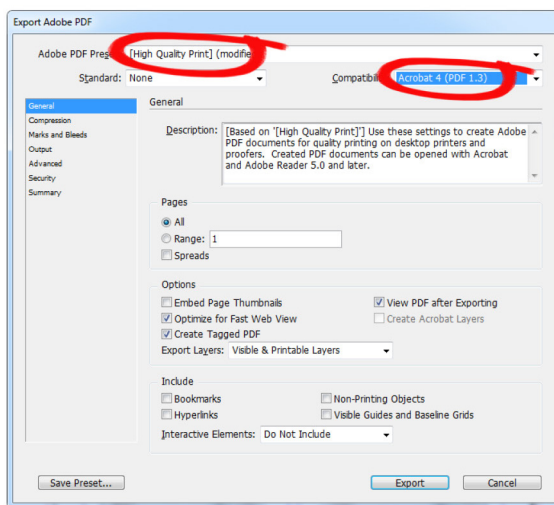 Export Adobe PDF
[High Quality Print] (modifie
Standard: None
Acrobat 4 (PDF 1.3)
General
General
Compression
Marks and Bleeds
Output
Advanced
Security
Summary
Description: [Based on '[High Quality Print]'] Use these settings to create Adobe
PDF documents for quality printing on desktop printers and
proofers. Created PDF documents can be opened with Acrobat
and Adobe Reader 5.0 and later.
Pages
All
Range: 1
Spreads
Options
Embed Page Thumbnails View PDF after Exporting
Optimize for Fast Web View Create Acrobat Layers
Create Tagged PDF
Export Layers: Visible & Printable Layers
Include
Bookmarks Non-Printing Objects
Hyperlinks Visible Guides and Baseline Grids
Interactive Elements: Do Not Include
Save Preset... Export Cancel